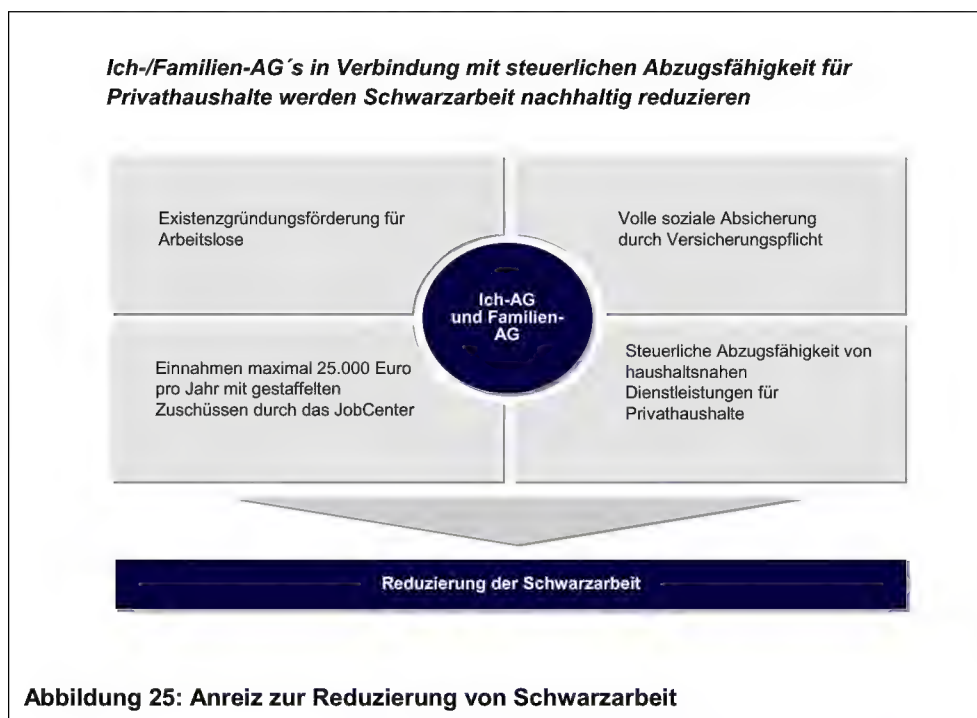 Ich-/Familien-AG´s in Verbindung mit steuerlichen Abzugsfähigkeit für
Privathaushalte werden Schwarzarbeit nachhaltig reduzieren
Existenzgründungsförderung für
Arbeitslose
Volle soziale Absicherung
durch Versicherungspflicht
Ich-AG
und Familien-
AG
Einnahmen maximal 25.000 Euro
pro Jahr mit gestaffelten
Zuschüssen durch das JobCenter
Steuerliche Abzugsfähigkeit von
haushaltsnahen
Dienstleistungen für
Privathaushalte
Reduzierung der Schwarzarbeit
Abbildung 25: Anreiz zur Reduzierung von Schwarzarbeit